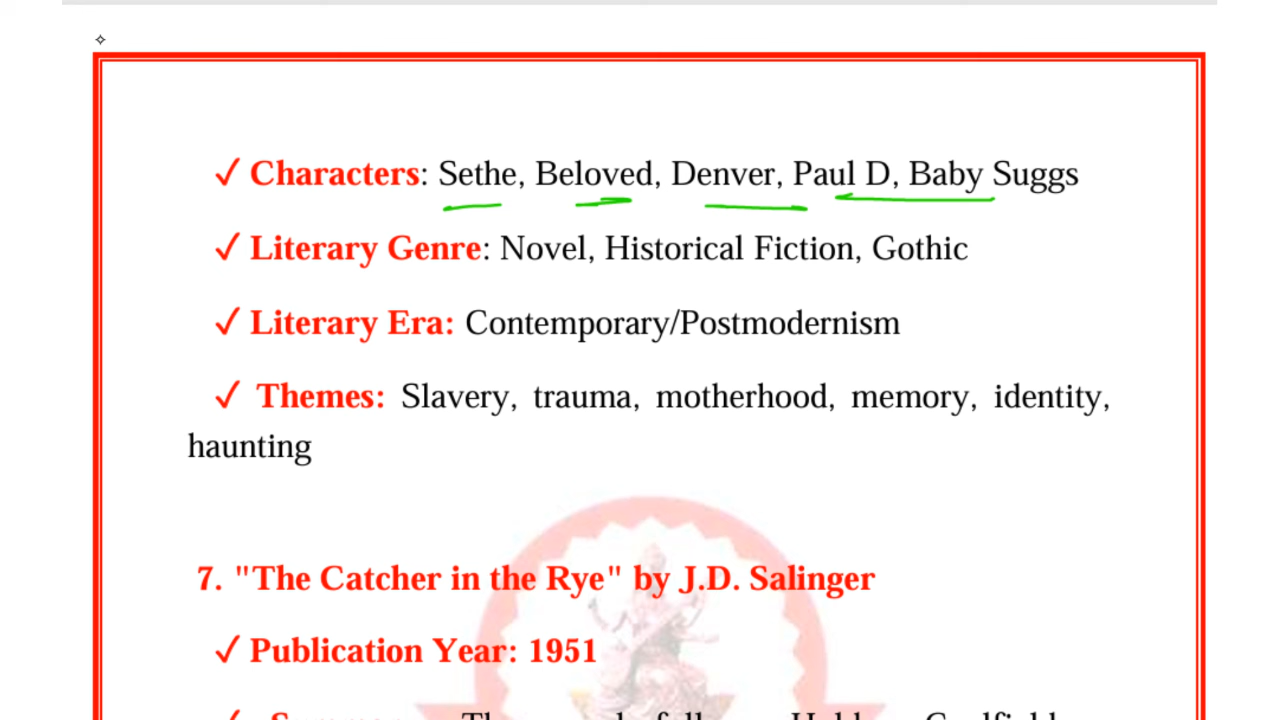 ✓ Characters: Sethe, Beloved, Denver, Paul D, Baby Suggs
✓ Literary Genre: Novel, Historical Fiction, Gothic
✓ Literary Era: Contemporary/Postmodernism
✓ Themes: Slavery, trauma, motherhood, memory, identity,
haunting
7. "The Catcher in the Rye" by J.D. Salinger
✓ Publication Year: 1951